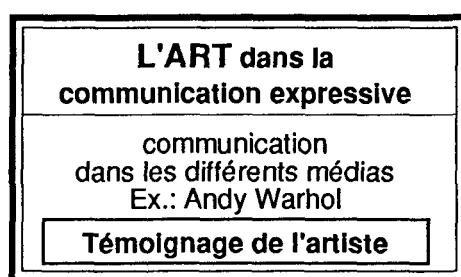 L'ART dans la
communication expressive
communication
dans les différents médias
Ex.: Andy Warhol
Témoignage de l'artiste